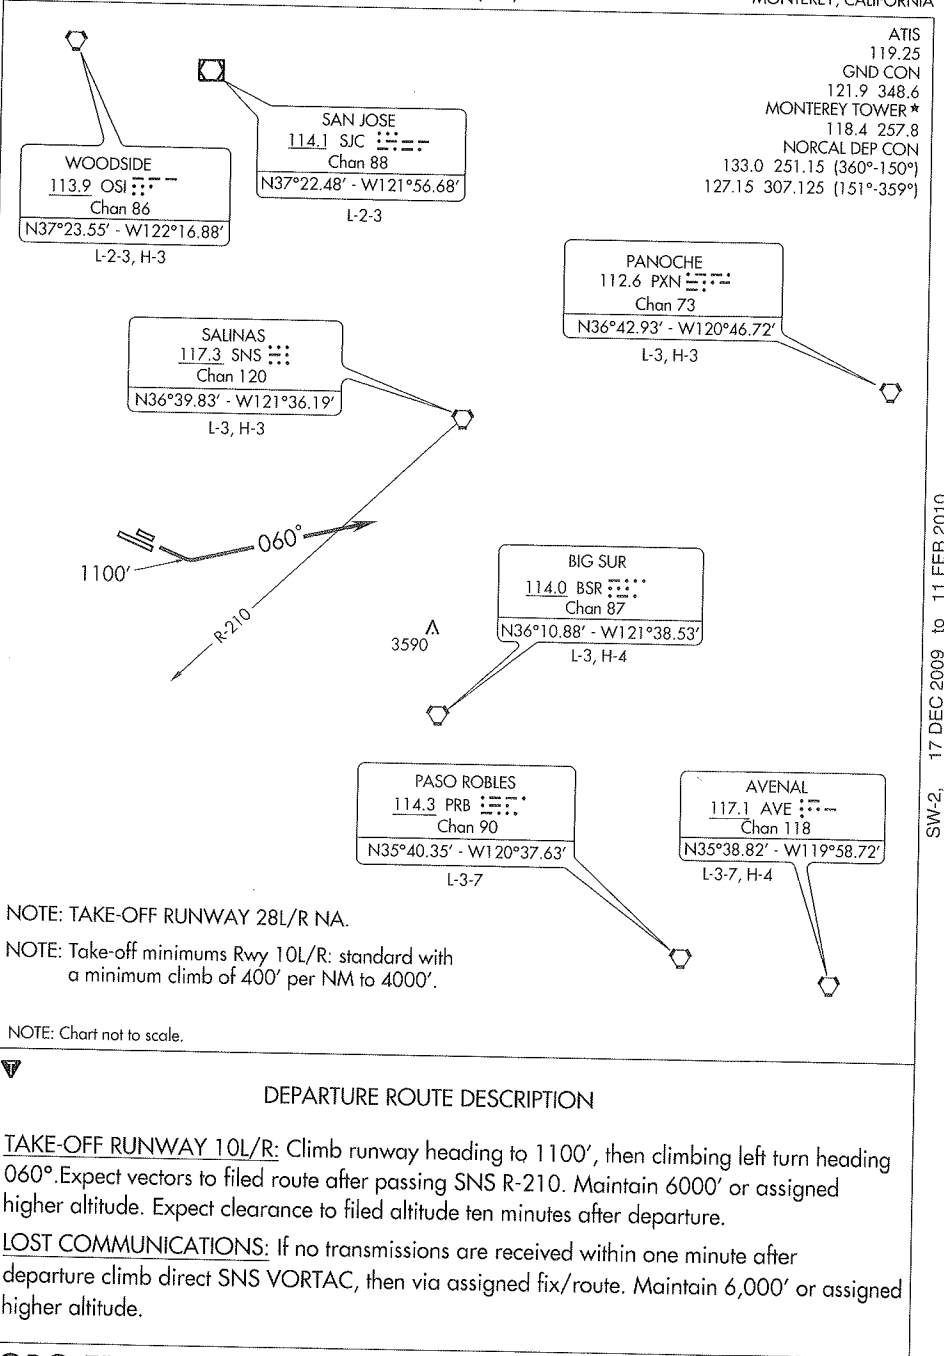 MONTEREY, CALIFORNIA
ATIS
119.25
GND CON
121.9 348.6
MONTEREY TOWER★
118.4 257.8
NORCAL DEP CON
133.0 251.15 (360°-150°)
127.15 307.125 (151°-359°)
SAN JOSE
114.1 SJC
Chan 88
N37°22.48' - W121°56.68'
L-2-3
WOODSIDE
113.9 OSI
Chan 86
N37°23.55' - W122°16.88'
L-2-3, H-3
PANOCHE
112.6 PXN
Chan 73
N36°42.93' - W120°46.72'
L-3, H-3
SALINAS
117.3 SNS
Chan 120
N36°39.83' - W121°36.19'
L-3, H-3
060°
1100'
R-210
3590
BIG SUR
114.0 BSR
Chan 87
N36°10.88' - W121°38.53'
L-3, H-4
PASO ROBLES
114.3 PRB
Chan 90
N35°40.35' - W120°37.63'
L-3-7
AVENAL
117.1 AVE
Chan 118
N35°38.82' - W119°58.72'
L-3-7, H-4
SW-2, 17 DEC 2009 to 11 FEB 2010
NOTE: TAKE-OFF RUNWAY 28L/R NA.
NOTE: Take-off minimums Rwy 10L/R: standard with
a minimum climb of 400' per NM to 4000'.
NOTE: Chart not to scale.
T
DEPARTURE ROUTE DESCRIPTION
TAKE-OFF RUNWAY 10L/R: Climb runway heading to 1100', then climbing left turn heading
060°.Expect vectors to filed route after passing SNS R-210. Maintain 6000' or assigned
higher altitude. Expect clearance to filed altitude ten minutes after departure.
LOST COMMUNICATIONS: If no transmissions are received within one minute after
departure climb direct SNS VORTAC, then via assigned fix/route. Maintain 6,000' or assigned
higher altitude.